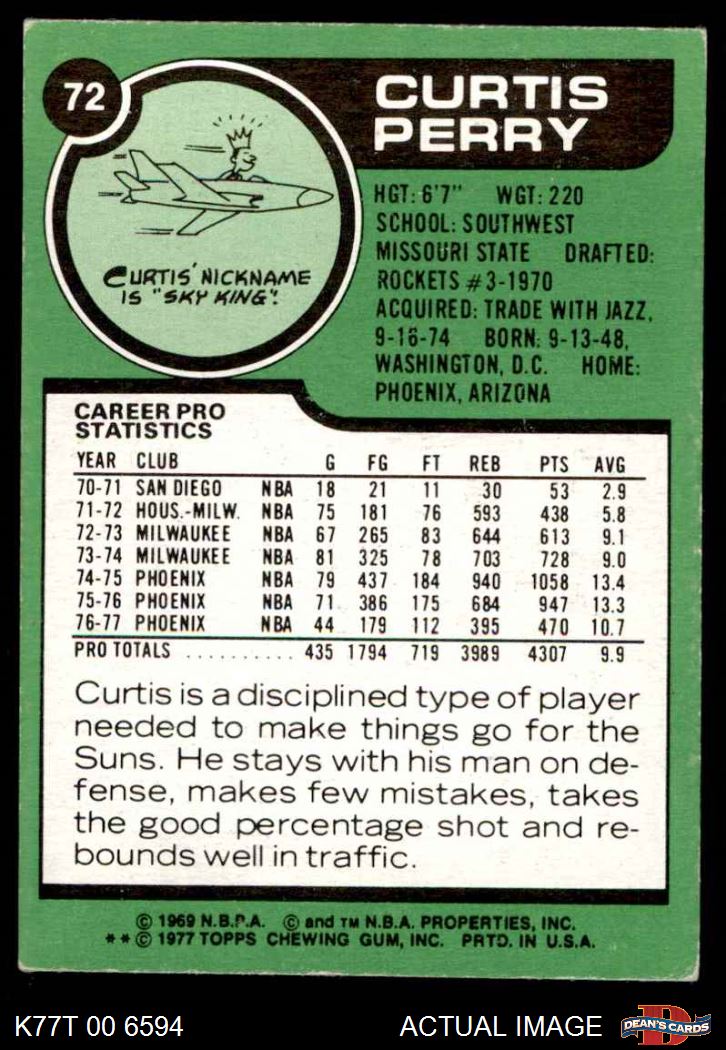 72
CURTIS
PERRY
CURTIS' NICKNAME
IS "SKY KING".
HGT: 6'7" WGT: 220
SCHOOL: SOUTHWEST
MISSOURI STATE DRAFTED:
ROCKETS #3-1970
ACQUIRED: TRADE WITH JAZZ,
9-16-74 BORN: 9-13-48,
WASHINGTON, D.C. HOME:
PHOENIX, ARIZONA
CAREER PRO
STATISTICS
YEAR CLUB G FG FT REB PTS AVG
70-71 SAN DIEGO NBA 18 21 11 30 53 2.9
71-72 HOUS.-MILW. NBA 75 181 76 593 438 5.8
72-73 MILWAUKEE NBA 67 265 83 644 613 9.1
73-74 MILWAUKEE NBA 81 325 78 703 728 9.0
74-75 PHOENIX NBA 79 437 184 940 1058 13.4
75-76 PHOENIX NBA 71 386 175 684 947 13.3
76-77 PHOENIX NBA 44 179 112 395 470 10.7
PRO TOTALS .......... 435 1794 719 3989 4307 9.9
Curtis is a disciplined type of player
needed to make things go for the
Suns. He stays with his man on de-
fense, makes few mistakes, takes
the good percentage shot and re-
bounds well in traffic.
© 1969 N.B.P.A. © and TM N.B.A. PROPERTIES, INC.
**© 1977 TOPPS CHEWING GUM, INC. PRTD. IN U.S.A.
K77T 00 6594 ACTUAL IMAGE
D
DEAN'S CARDS